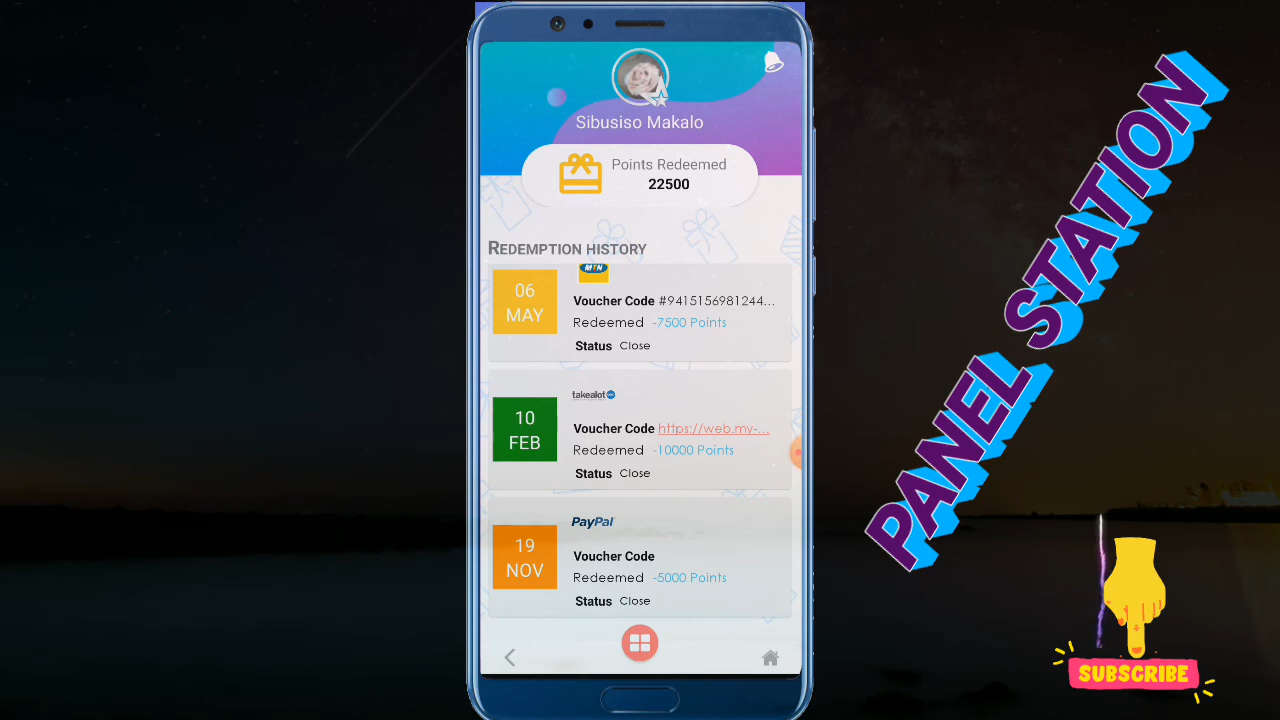 Sibusiso Makalo
Points Redeemed
22500
REDEMPTION HISTORY
MTN
06
MAY
Voucher Code #9415156981244...
Redeemed -7500 Points
Status Close
takealot
10
FEB
Voucher Code https://web.my-...
Redeemed -10000 Points
Status Close
PayPal
19
NOV
Voucher Code
Redeemed -5000 Points
Status Close
PANEL STATION
SUBSCRIBE